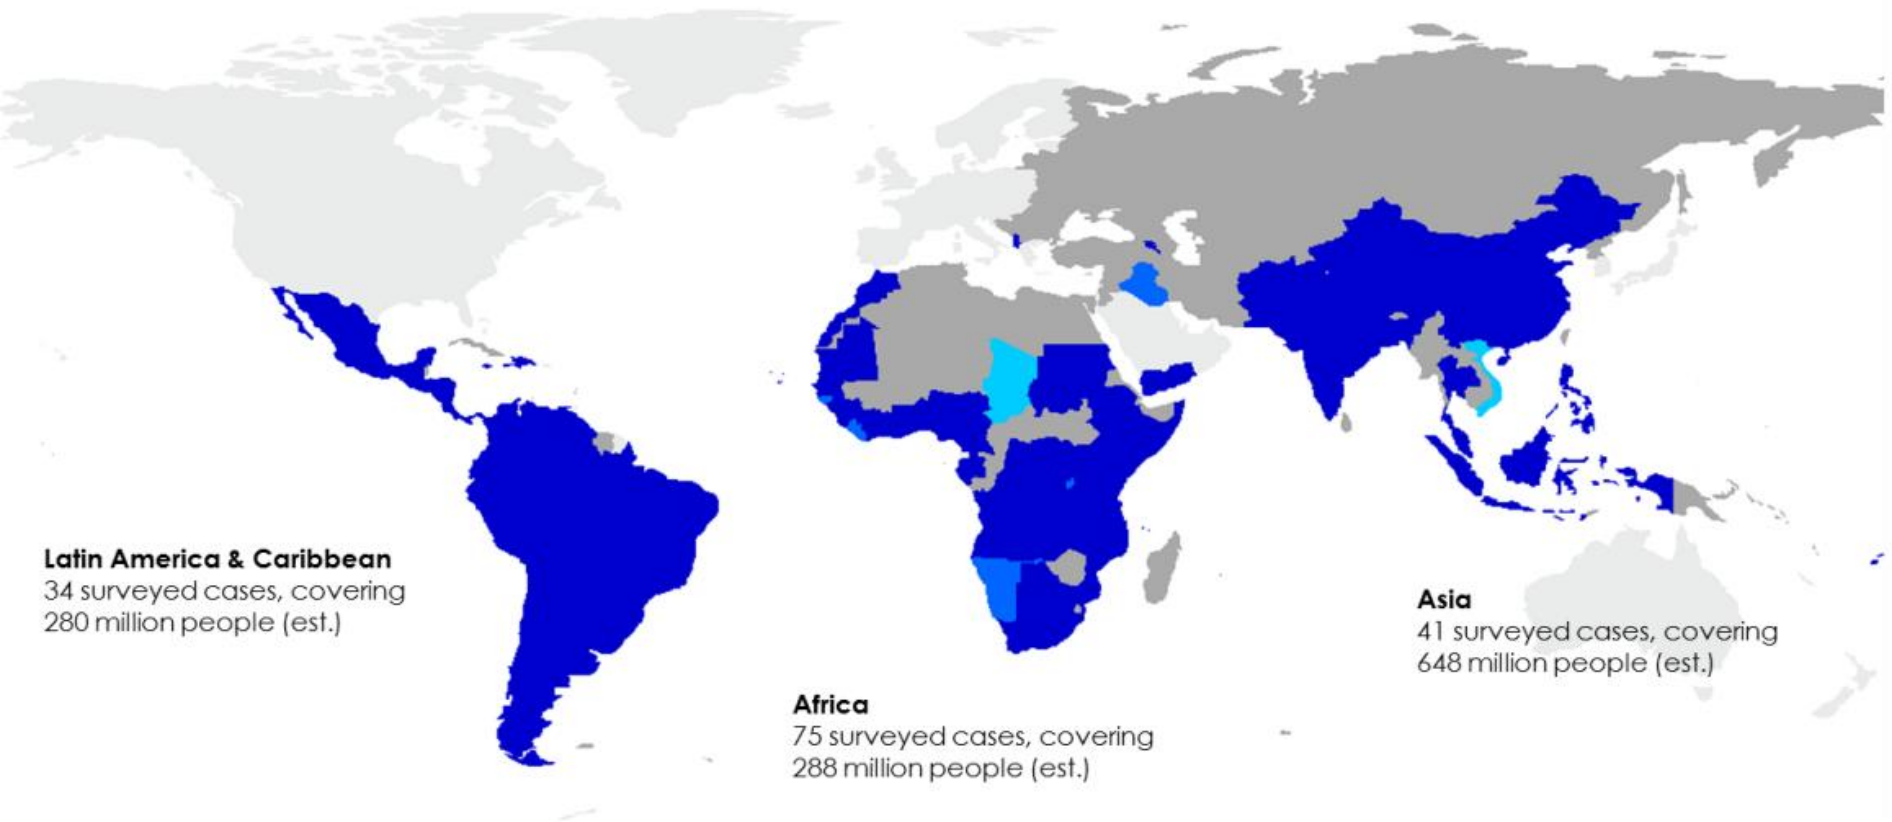 Latin America & Caribbean
34 surveyed cases, covering
280 million people (est.)
Africa
75 surveyed cases, covering
288 million people (est.)
Asia
41 surveyed cases, covering
648 million people (est.)